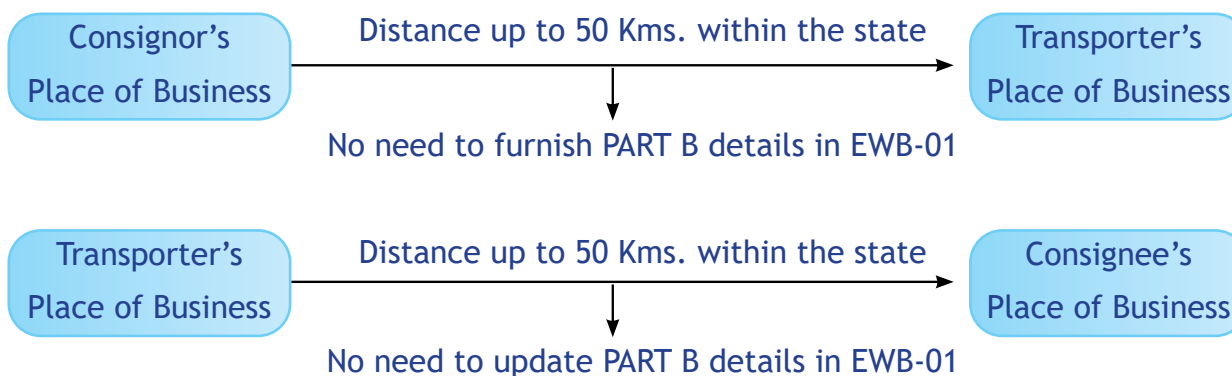 Consignor’s
Place of Business
Distance up to 50 Kms. within the state
Transporter’s
Place of Business
No need to furnish PART B details in EWB-01
Transporter’s
Place of Business
Distance up to 50 Kms. within the state
Consignee’s
Place of Business
No need to update PART B details in EWB-01